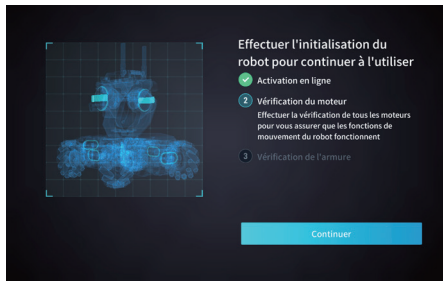 Effectuer l'initialisation du
robot pour continuer à l'utiliser
Activation en ligne
2 Vérification du moteur
Effectuer la vérification de tous les moteurs
pour vous assurer que les fonctions de
mouvement du robot fonctionnent
3 Vérification de l'armure
Continuer